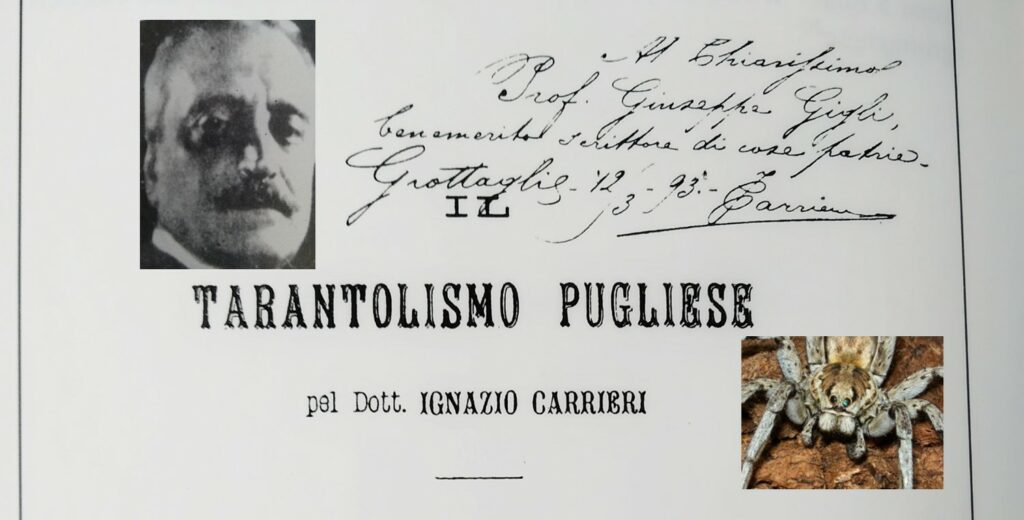 Al Chiarissimo
Prof. Giuseppe Gigli,
benemerito scrittore di cose patrie -
Grottaglie - 12/3 - 93. - I Carrieri
IL
TARANTOLISMO PUGLIESE
pel Dott. IGNAZIO CARRIERI